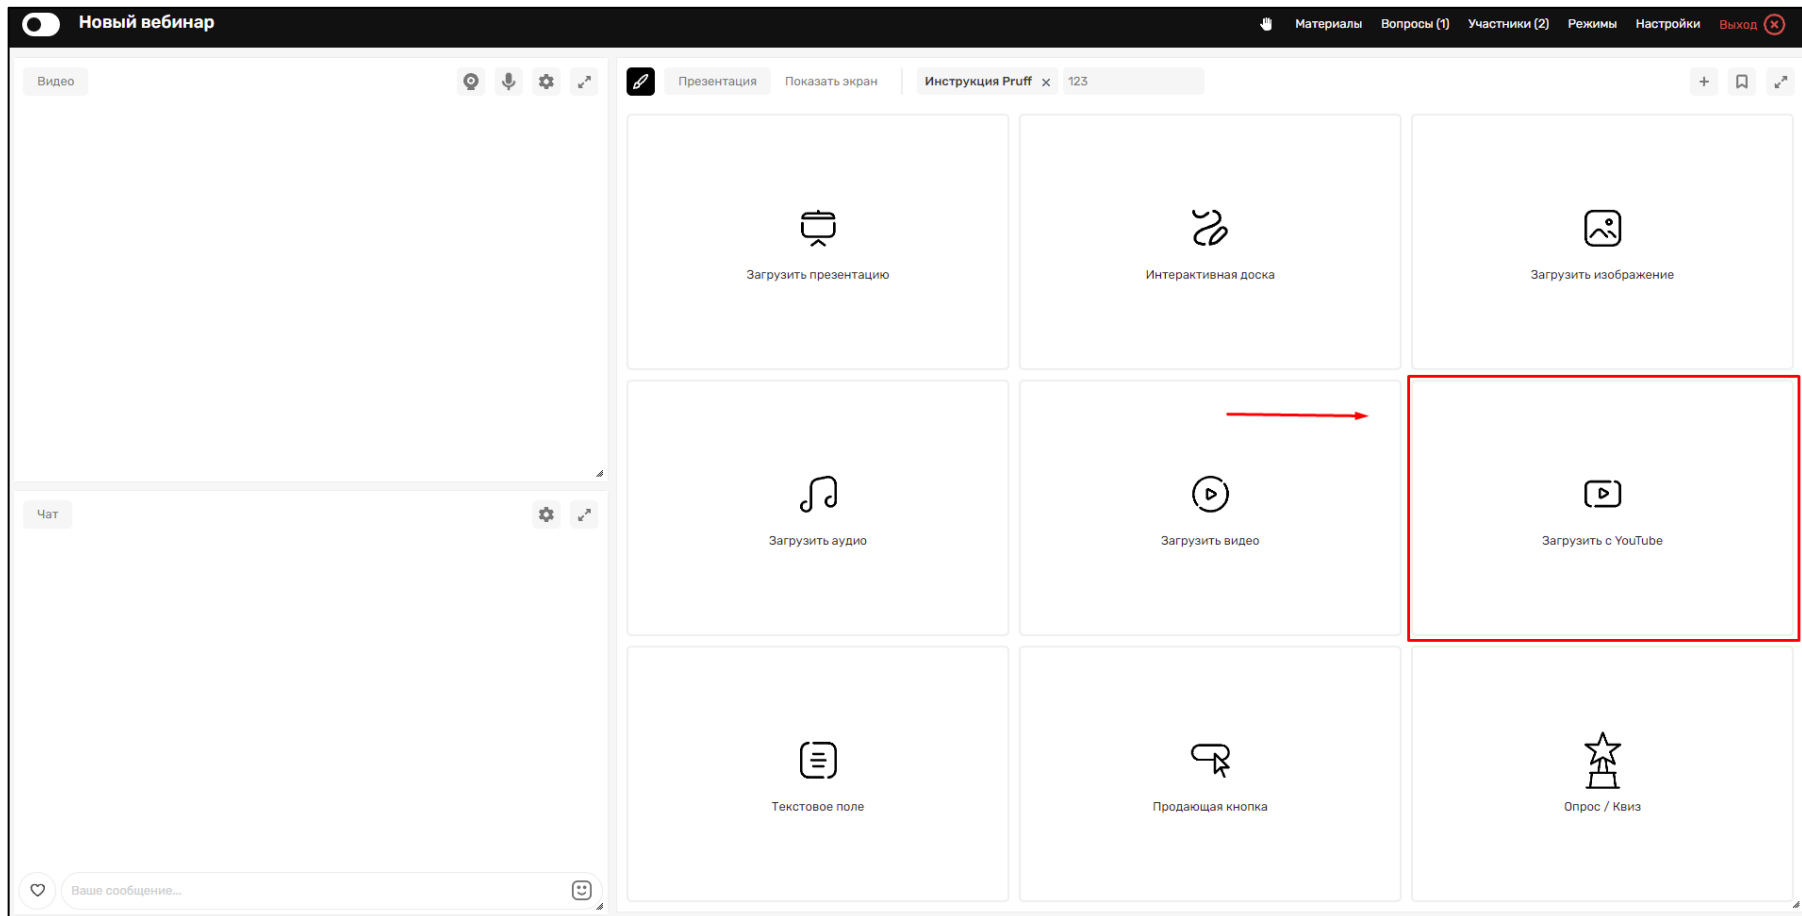 Новый вебинар
Материалы Вопросы (1) Участники (2) Режимы Настройки Выход
Видео
Презентация Показать экран Инструкция Pruff 123
Загрузить презентацию Интерактивная доска Загрузить изображение
Загрузить аудио Загрузить видео Загрузить с YouTube
Чат
Текстовое поле Продающая кнопка Опрос / Квиз
Ваше сообщение...